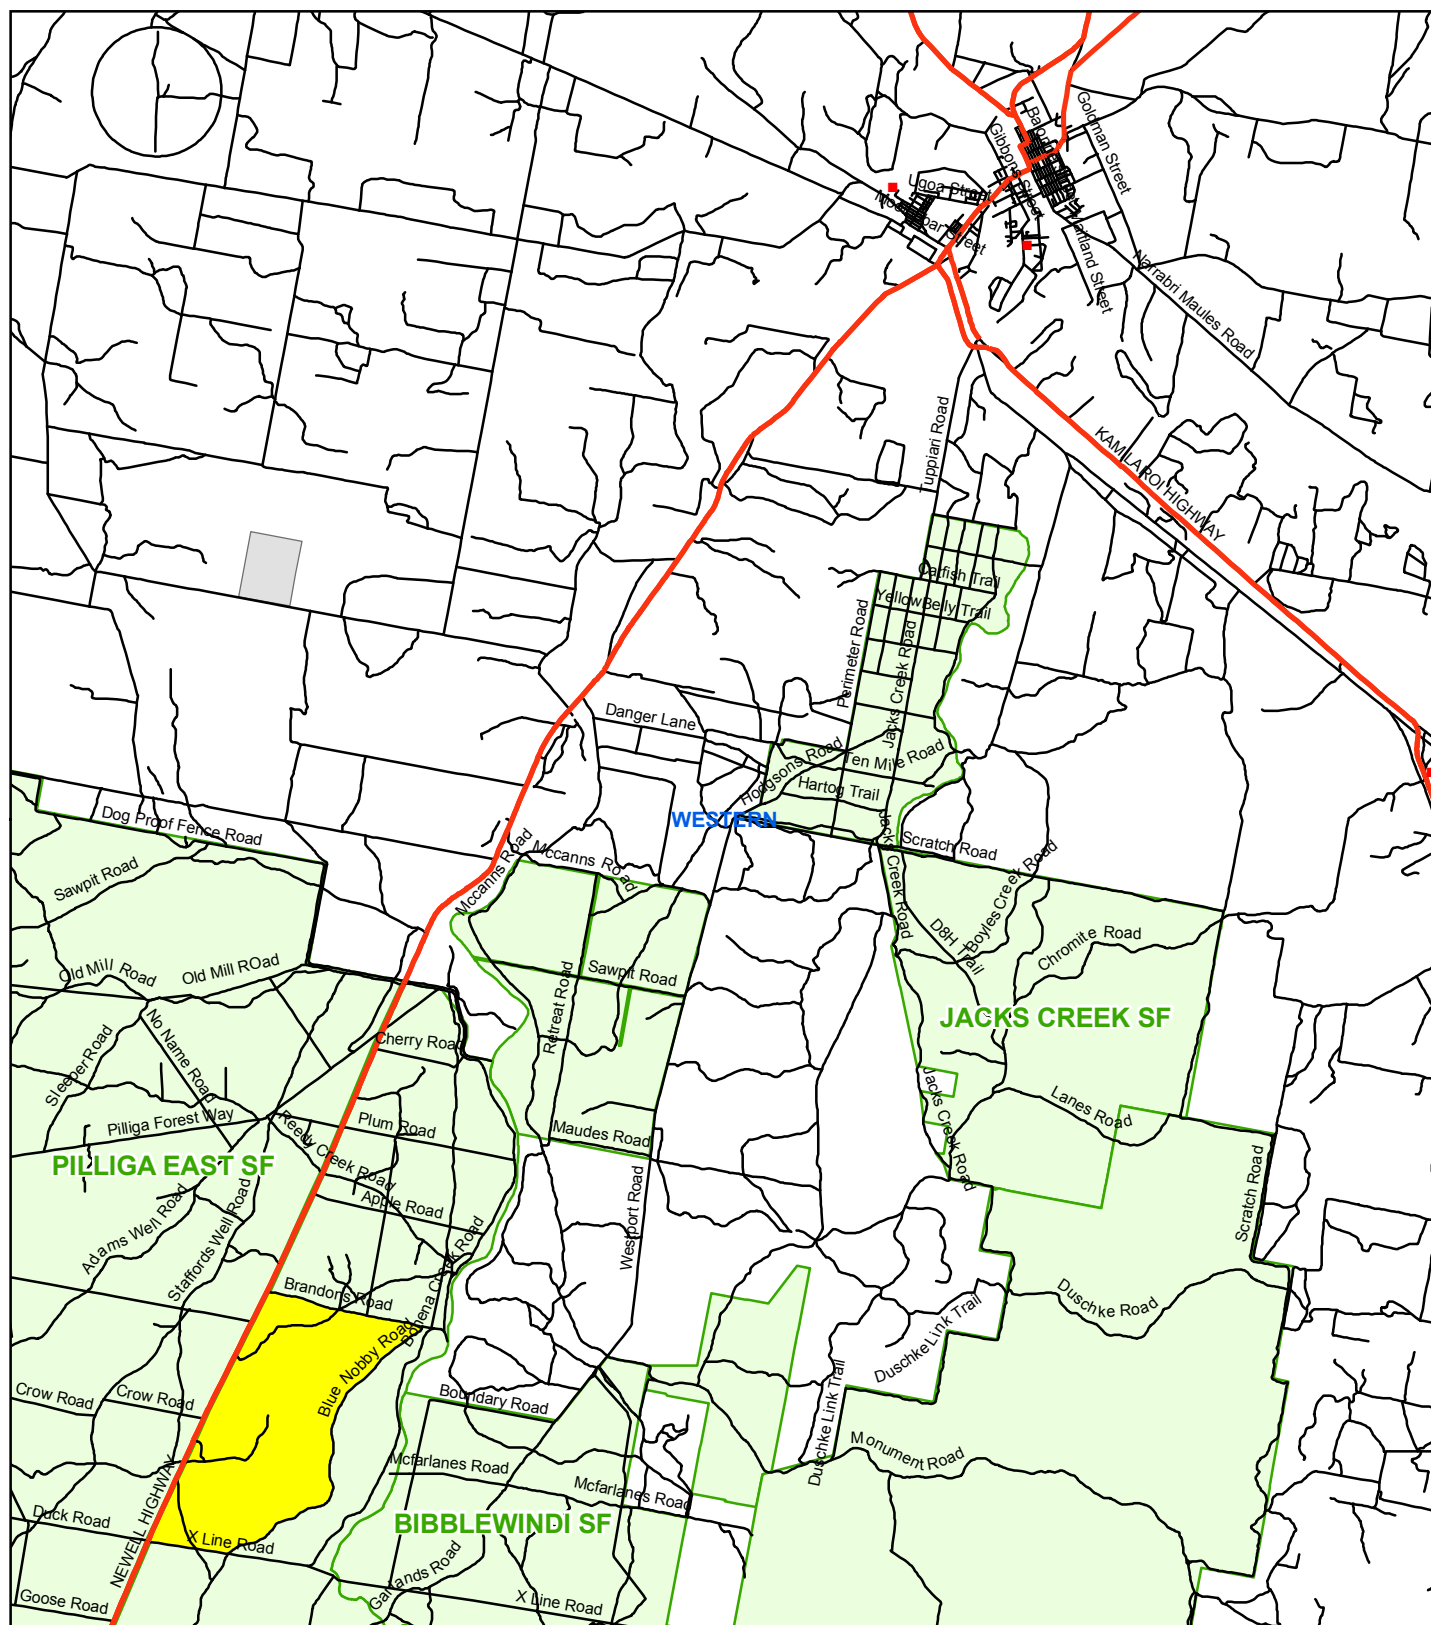 Goldman Street
Gibbons Street
Ugoa Street
Maitland Street
Narrabri Maules Road
Tuppiari Road
KAMILAROI HIGHWAY
Catfish Trail
YellowBelly Trail
Perimeter Road
Jacks Creek Road
Danger Lane
Hodgsons Road
Ten Mile Road
Hartog Trail
WESTERN
Dog Proof Fence Road
Mccanns Road
Mccanns Road
Jacks Creek Road
Scratch Road
Sawpit Road
Boyles Creek Road
D8H Trail
Chromite Road
Old Mill Road
Old Mill ROad
Sawpit Road
Retreat Road
JACKS CREEK SF
No Name Road
Cherry Road
Sleeper Road
Pilliga Forest Way
Reedy Creek Road
Plum Road
Maudes Road
Jacks Creek Road
Lanes Road
PILLIGA EAST SF
Apple Road
Adams Well Road
Staffords Well Road
Westport Road
Scratch Road
Bohena Creek Road
Brandons Road
Duschke Road
Blue Nobby Road
Duschke Link Trail
Crow Road
Crow Road
Boundary Road
Duschke Link Trail
Monument Road
Mcfarlanes Road
Mcfarlanes Road
NEWELL HIGHWAY
Duck Road
X Line Road
BIBBLEWINDI SF
Garlands Road
Goose Road
X Line Road